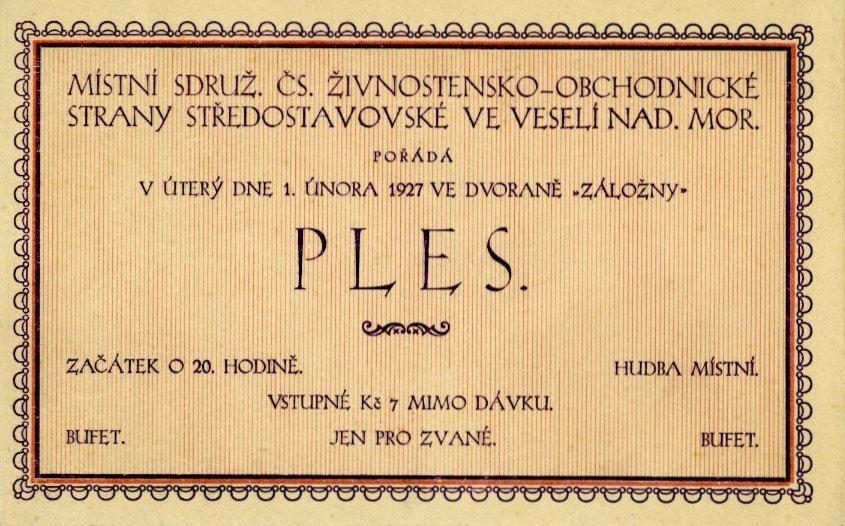 MÍSTNÍ SDRUŽ. ČS. ŽIVNOSTENSKO-OBCHODNICKÉ
STRANY STŘEDOSTAVOVSKÉ VE VESELÍ NAD. MOR.
POŘÁDÁ
V ÚTERÝ DNE 1. ÚNORA 1927 VE DVORANĚ »ZÁLOŽNY»
PLES.
ZAČÁTEK O 20. HODINĚ. HUDBA MÍSTNÍ.
VSTUPNÉ Kč 7 MIMO DÁVKU.
BUFET. JEN PRO ZVANÉ. BUFET.